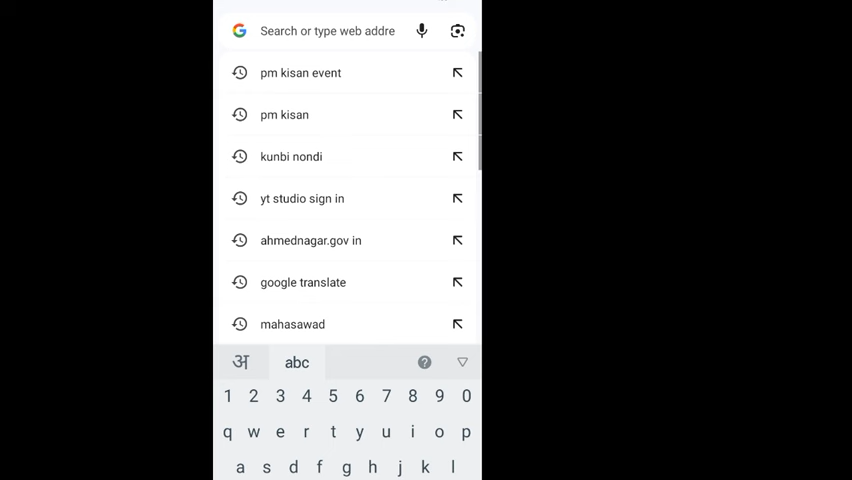 Search or type web addre
pm kisan event
pm kisan
kunbi nondi
yt studio sign in
ahmednagar.gov in
google translate
mahasawad
अ abc
1 2 3 4 5 6 7 8 9 0
q w e r t y u i o p
a s d f g h j k l